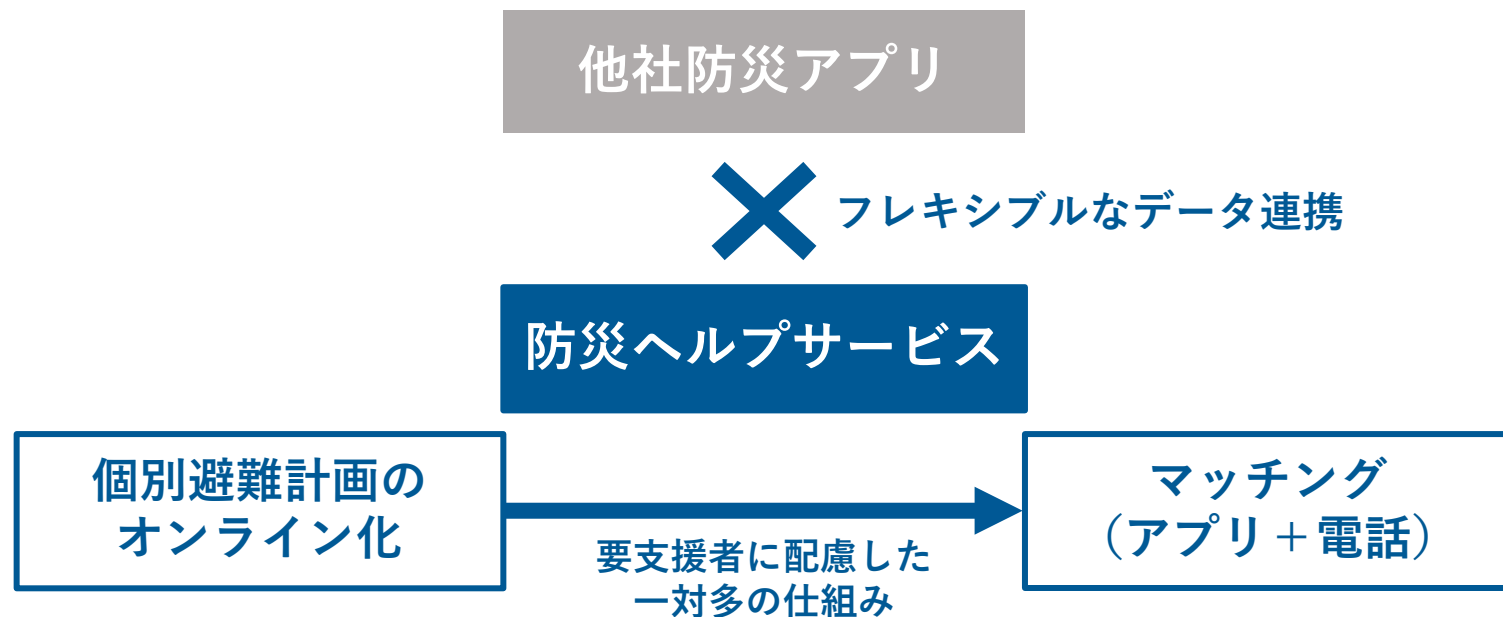 他社防災アプリ
フレキシブルなデータ連携
防災ヘルプサービス
個別避難計画の
オンライン化
要支援者に配慮した
一対多の仕組み
マッチング
（アプリ＋電話）